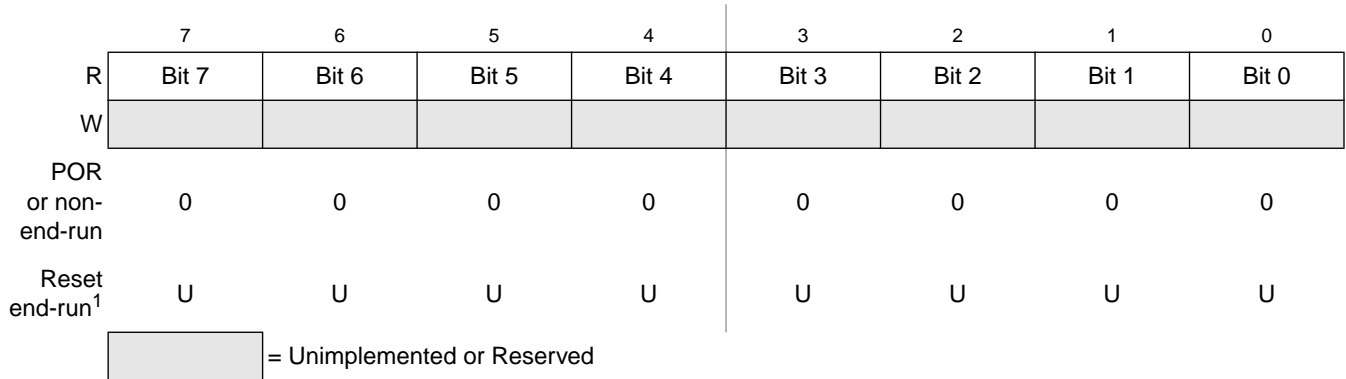 7 6 5 4 3 2 1 0
R Bit 7 Bit 6 Bit 5 Bit 4 Bit 3 Bit 2 Bit 1 Bit 0
W
POR
or non-
end-run
0 0 0 0 0 0 0 0
Reset
end-run1
U U U U U U U U
= Unimplemented or Reserved